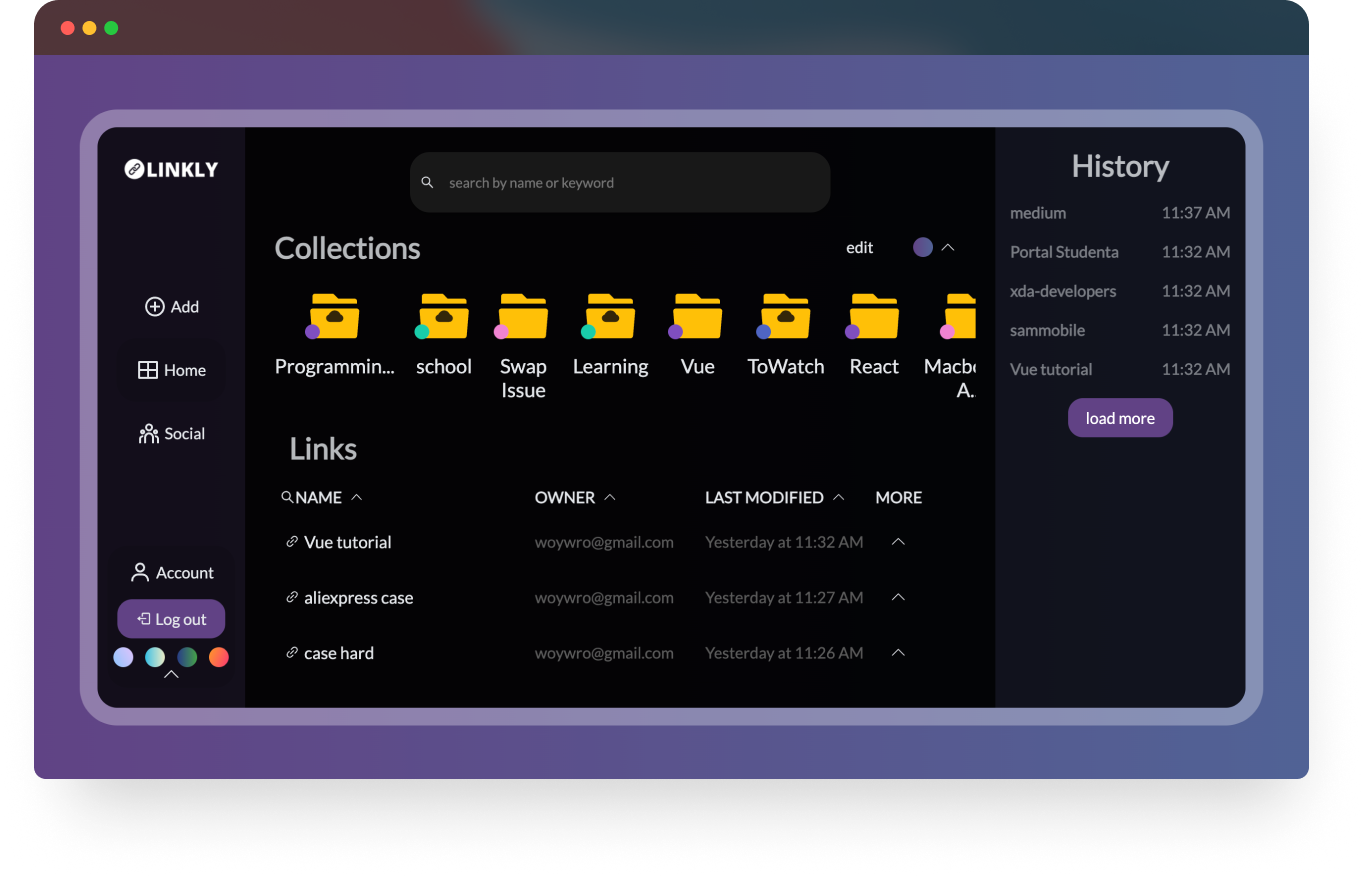 LINKLY
Add
Home
Social
Account
Log out
search by name or keyword
Collections
edit
Programmin...
school
Swap
Issue
Learning
Vue
ToWatch
React
Macbe
A..
Links
NAME OWNER LAST MODIFIED MORE
Vue tutorial woywro@gmail.com Yesterday at 11:32 AM
aliexpress case woywro@gmail.com Yesterday at 11:27 AM
case hard woywro@gmail.com Yesterday at 11:26 AM
History
medium 11:37 AM
Portal Studenta 11:32 AM
xda-developers 11:32 AM
sammobile 11:32 AM
Vue tutorial 11:32 AM
load more